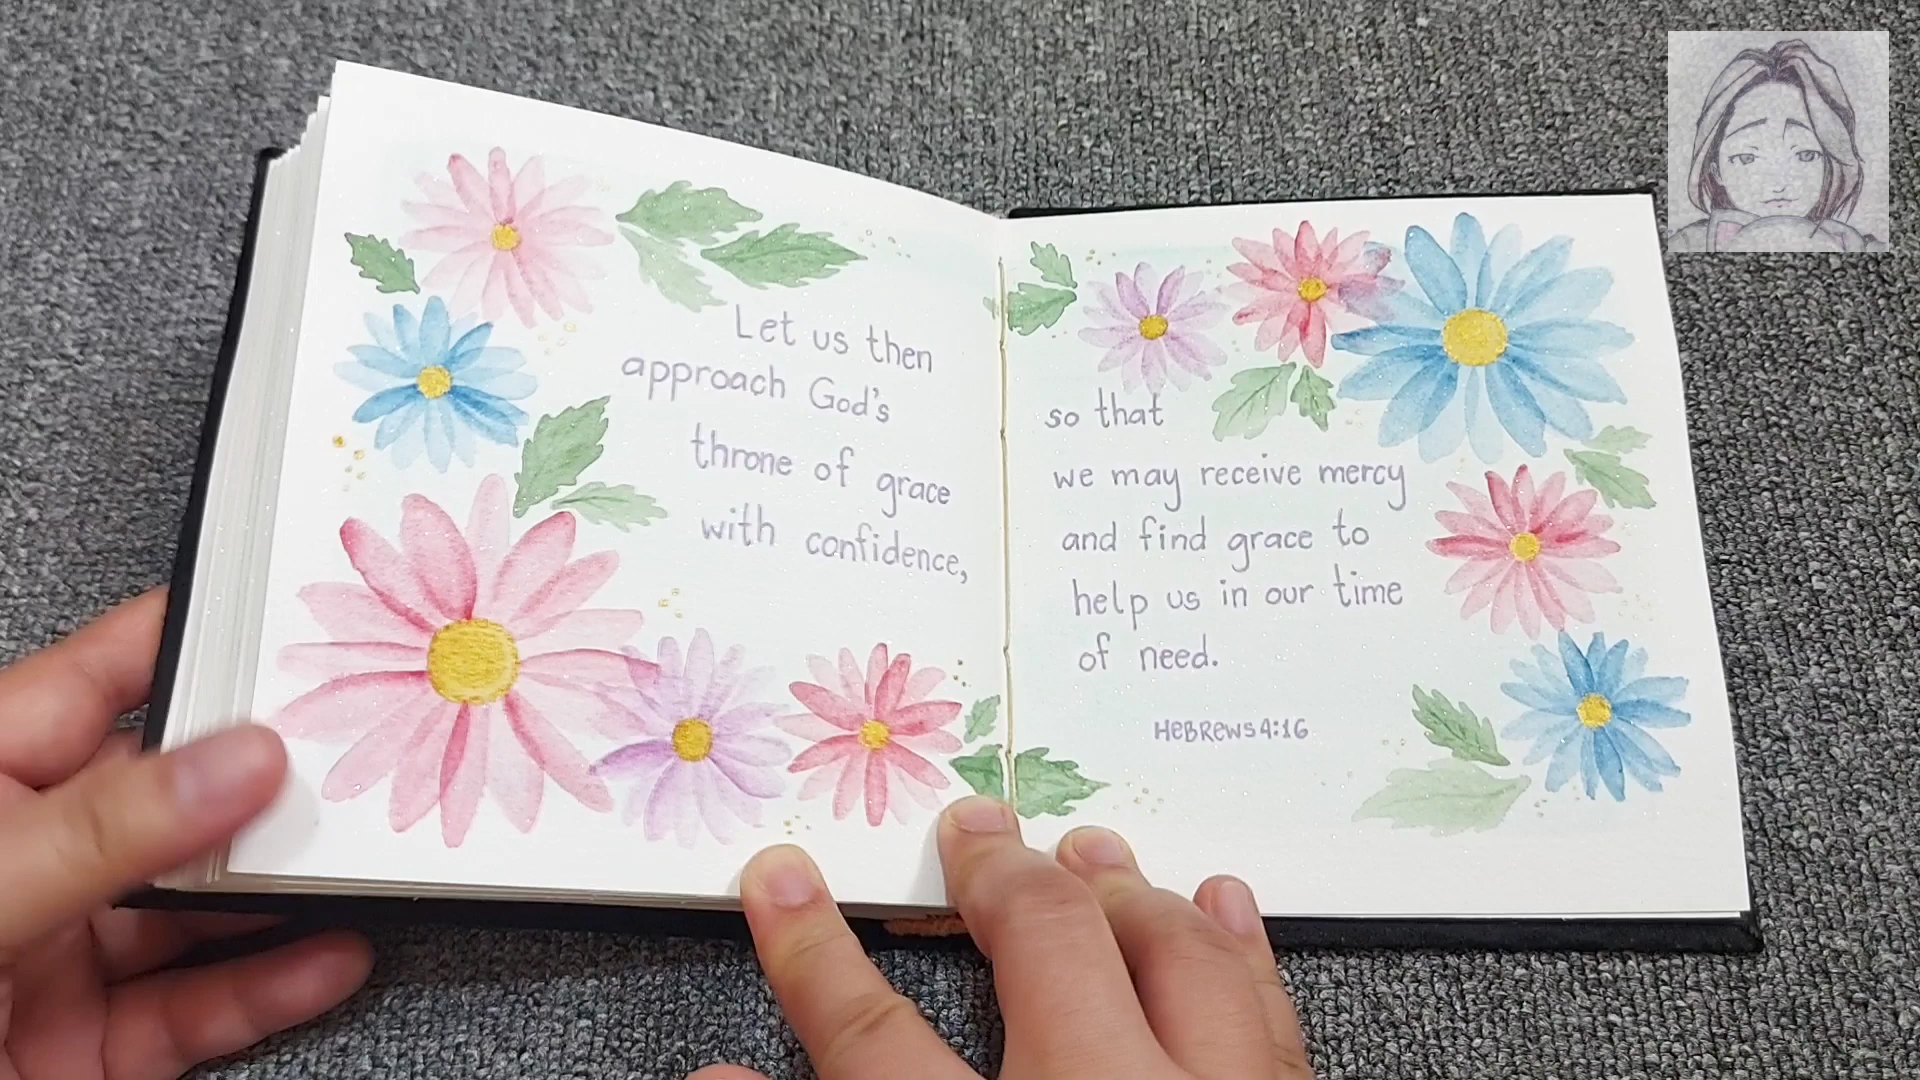 Let us then
approach God's
throne of grace
with confidence,
so that
we may receive mercy
and find grace to
help us in our time
of need.
HeBRews 4:16